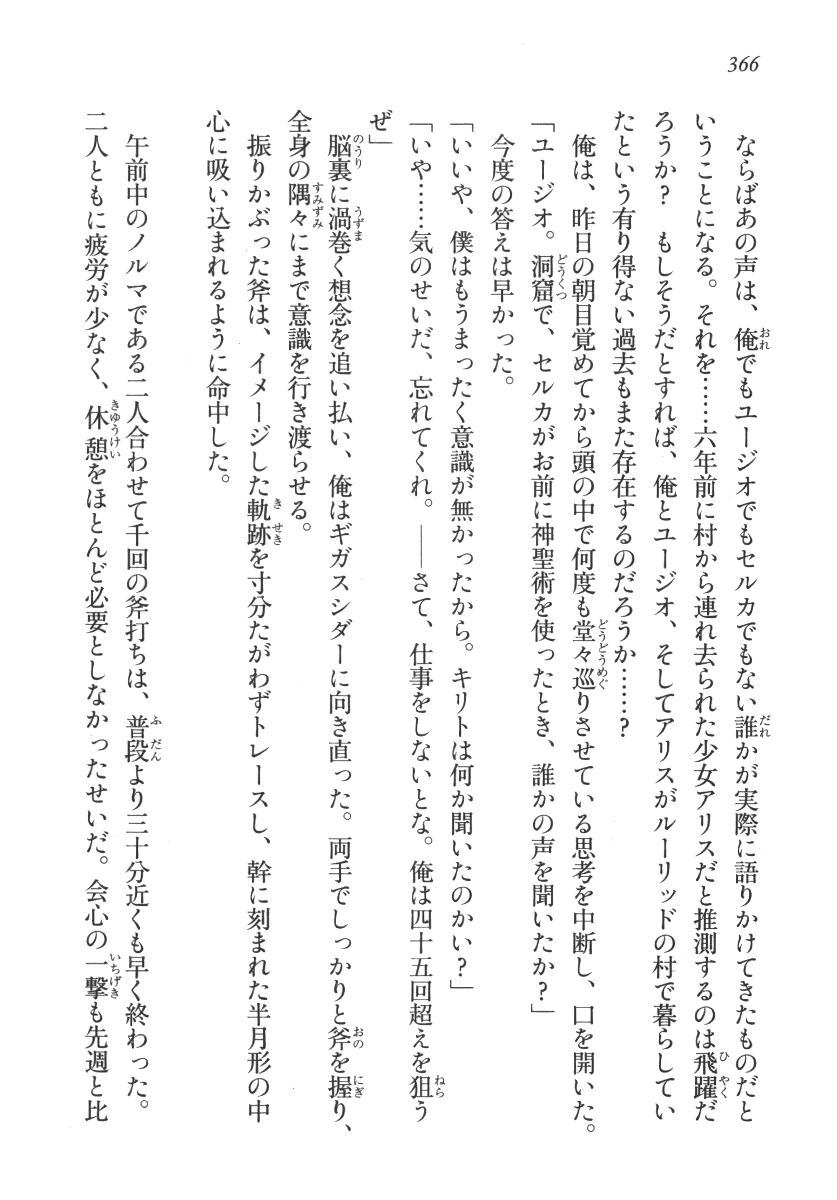 366
ならばあの声は、俺でもユージオでもセルカでもない誰かが実際に語りかけてきたものだと
いうことになる。それを……六年前に村から連れ去られた少女アリスだと推測するのは飛躍だ
ろうか？　もしそうだとすれば、俺とユージオ、そしてアリスがルーリッドの村で暮らしてい
たという有り得ない過去もまた存在するのだろうか……？
俺は、昨日の朝目覚めてから頭の中で何度も堂々巡りさせている思考を中断し、口を開いた。
「ユージオ。洞窟で、セルカがお前に神聖術を使ったとき、誰かの声を聞いたか？」
今度の答えは早かった。
「いいや、僕はもうまったく意識が無かったから。キリトは何か聞いたのかい？」
「いや……気のせいだ、忘れてくれ。――さて、仕事をしないとな。俺は四十五回超えを狙う
ぜ」
脳裏に渦巻く想念を追い払い、俺はギガスシダーに向き直った。両手でしっかりと斧を握り、
全身の隅々にまで意識を行き渡らせる。
振りかぶった斧は、イメージした軌跡を寸分たがわずトレースし、幹に刻まれた半月形の中
心に吸い込まれるように命中した。
午前中のノルマである二人合わせて千回の斧打ちは、普段より三十分近くも早く終わった。
二人ともに疲労が少なく、休憩をほとんど必要としなかったせいだ。会心の一撃も先週と比